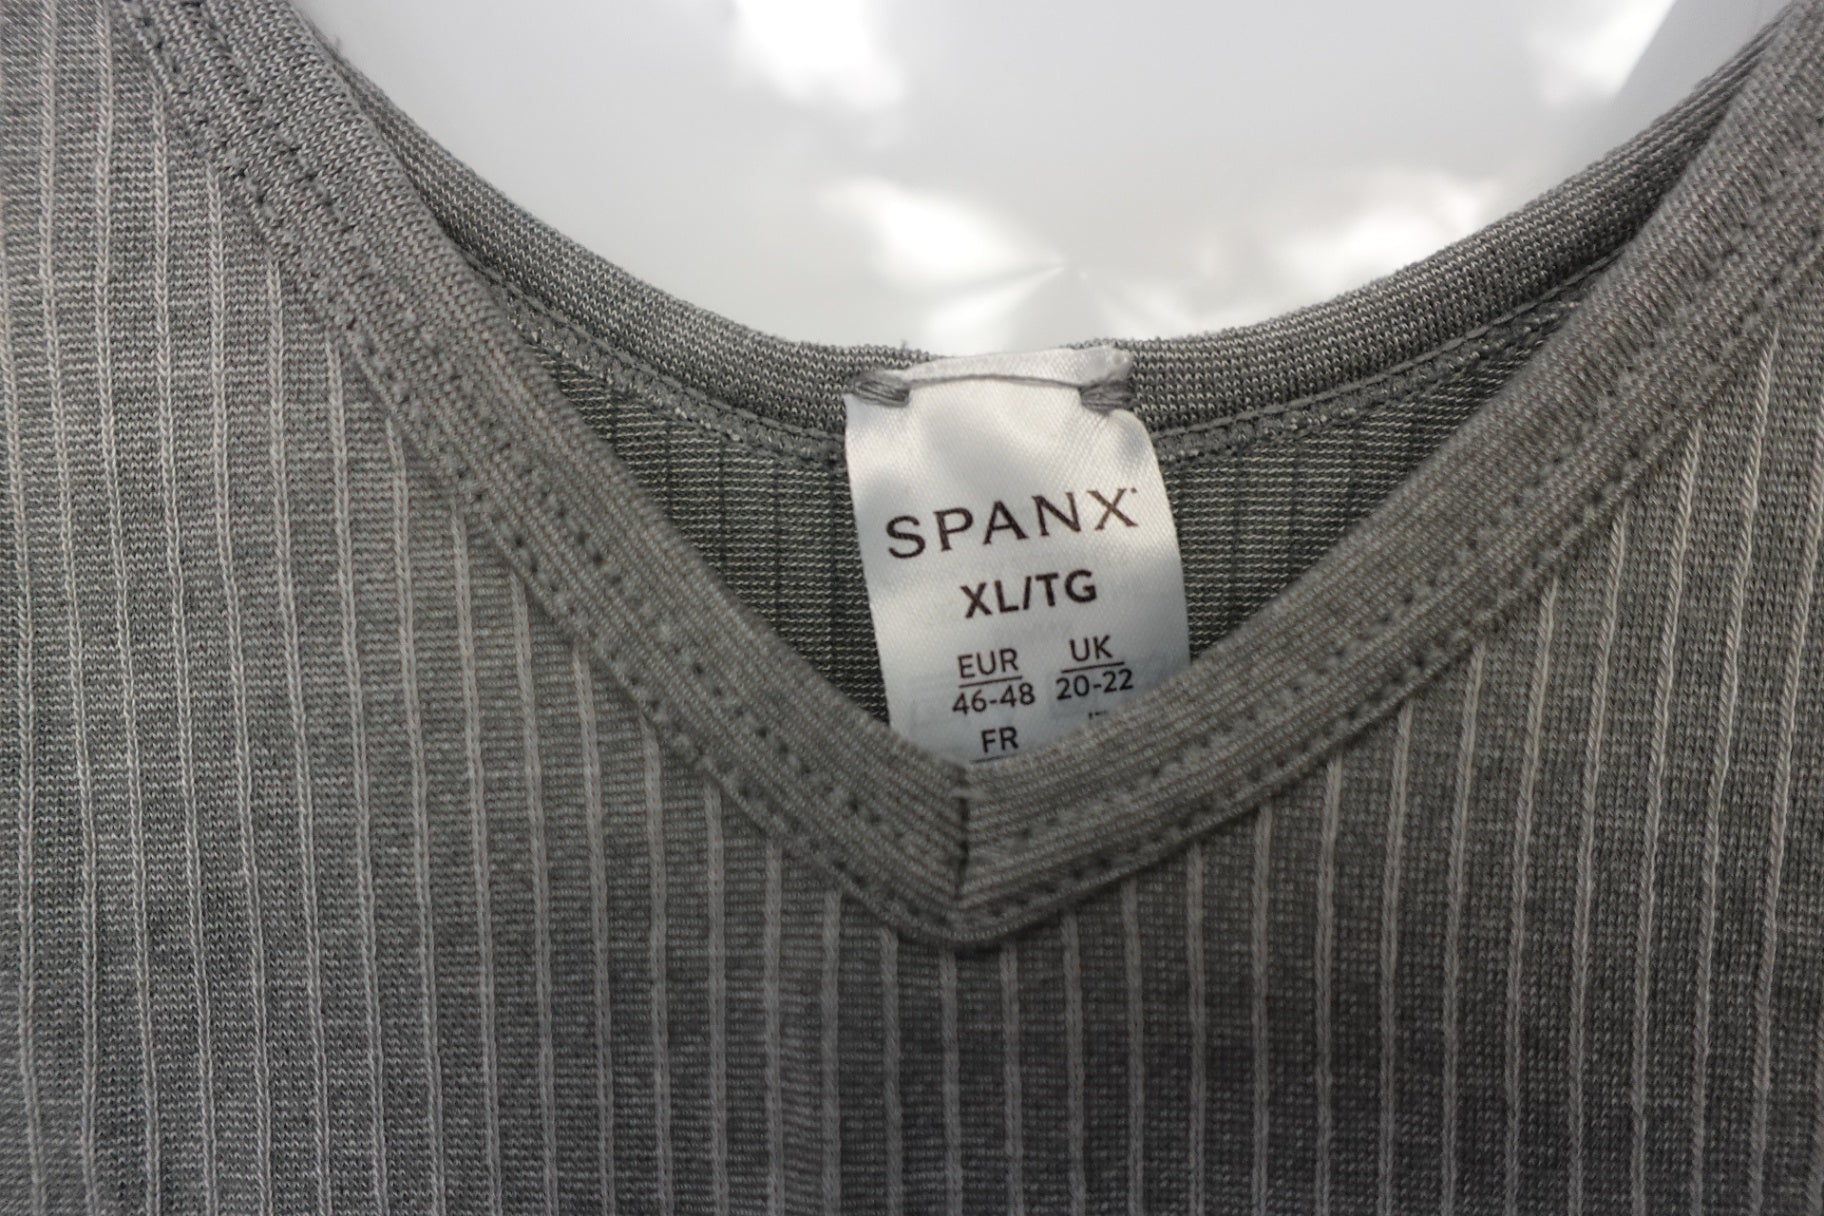 SPANX
XL/TG
EUR UK
46-48 20-22
FR